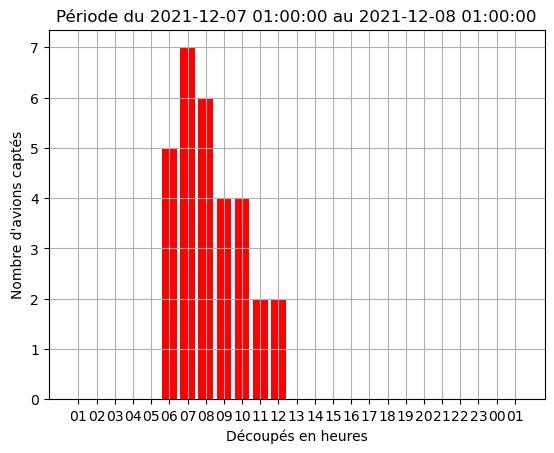 Période du 2021-12-07 01:00:00 au 2021-12-08 01:00:00
7
6
5
4
3
2
1
0
Nombre d'avions captés
01 02 03 04 05 06 07 08 09 10 11 12 13 14 15 16 17 18 19 20 21 22 23 00 01
Découpés en heures